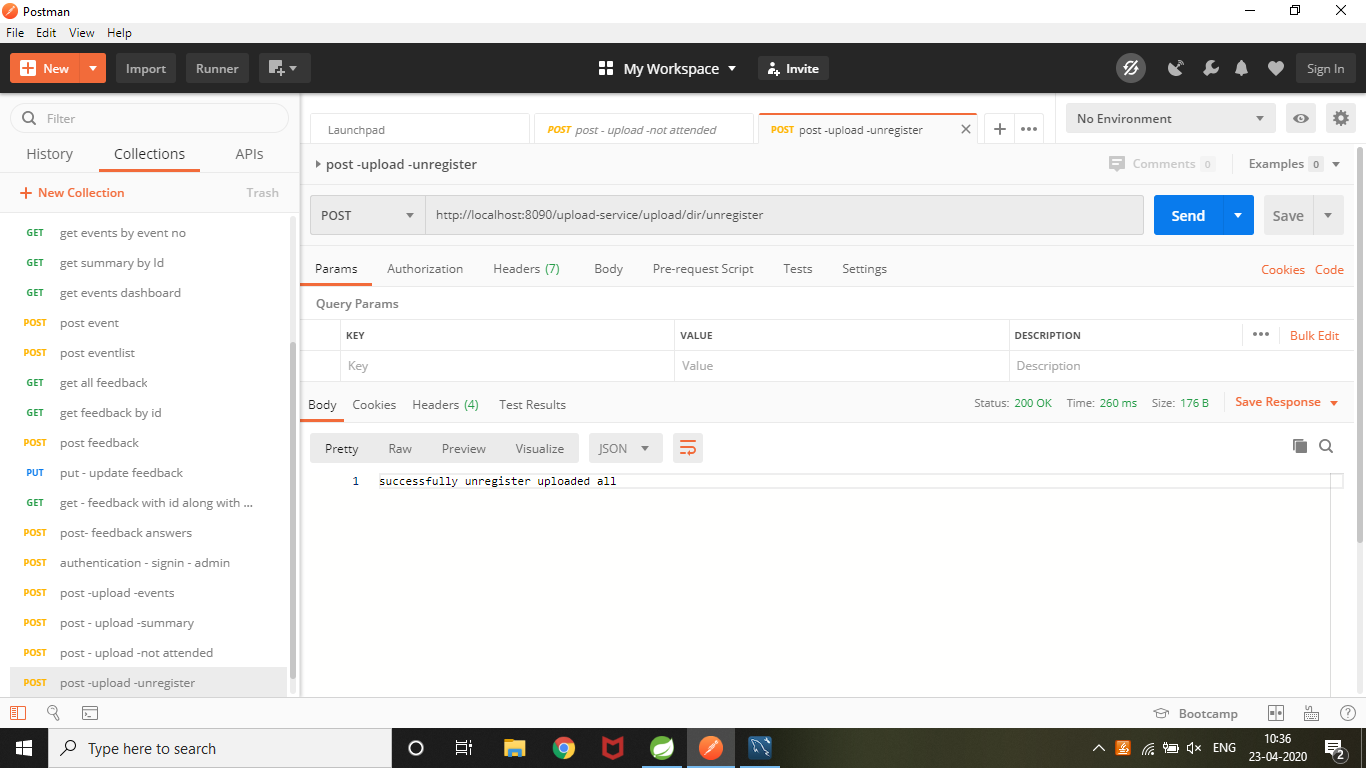 Postman
File Edit View Help
New Import Runner My Workspace Invite Sign In
Filter
History Collections APIs
+ New Collection Trash
GET get events by event no
GET get summary by Id
GET get events dashboard
POST post event
POST post eventlist
GET get all feedback
GET get feedback by id
POST post feedback
PUT put - update feedback
GET get - feedback with id along with ...
POST post- feedback answers
POST authentication - signin - admin
POST post -upload -events
POST post - upload -summary
POST post - upload -not attended
POST post -upload -unregister
Launchpad POST post - upload -not attended POST post -upload -unregister No Environment
post -upload -unregister Comments 0 Examples 0
POST http://localhost:8090/upload-service/upload/dir/unregister Send Save
Params Authorization Headers (7) Body Pre-request Script Tests Settings Cookies Code
Query Params
KEY VALUE DESCRIPTION Bulk Edit
Key Value Description
Body Cookies Headers (4) Test Results Status: 200 OK Time: 260 ms Size: 176 B Save Response
Pretty Raw Preview Visualize JSON
1 successfully unregister uploaded all
Bootcamp
Type here to search ENG 10:36
23-04-2020 2